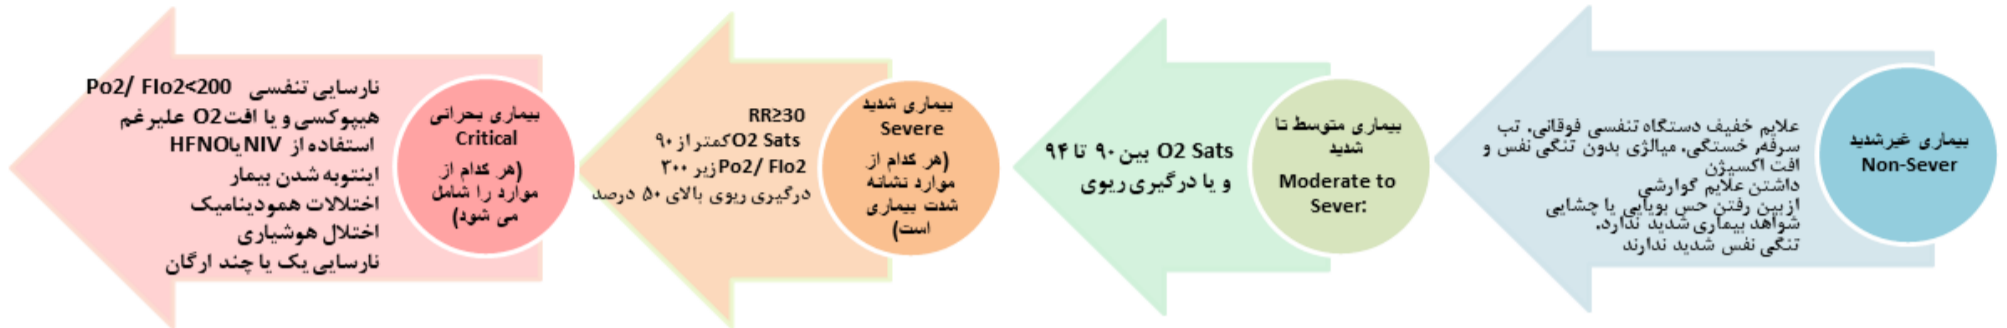 بیماری غیرشدید
Non-Sever
علایم خفیف دستگاه تنفسی فوقانی. تب
سرفه, خستگی. میالژی بدون تنگی نفس و
افت اکسیژن
داشتن علایم گوارشی
ازبین رفتن حس بویایی یا چشایی
شواهد بیماری شدید ندارد.
تنگی نفس شدید ندارند
بیماری متوسط تا
شدید
Moderate to
Sever:
O2 Sats بین ۹۰ تا ۹۴
و یا درگیری ریوی
بیماری شدید
Severe
(هر کدام از
موارد نشانه
شدت بیماری
است)
RR≥30
O2 Sats کمتر از ۹۰
Po2/ FIo2 زیر ۳۰۰
درگیری ریوی بالای ۵۰ درصد
بیماری بحرانی
Critical
(هر کدام از
موارد را شامل
می شود)
نارسایی تنفسی Po2/ FIo2<200
هیپوکسی و یا افت O2 علیرغم
استفاده از NIV یا HFNO
اینتوبه شدن بیمار
اختلالات همودینامیک
اختلال هوشیاری
نارسایی یک یا چند ارگان